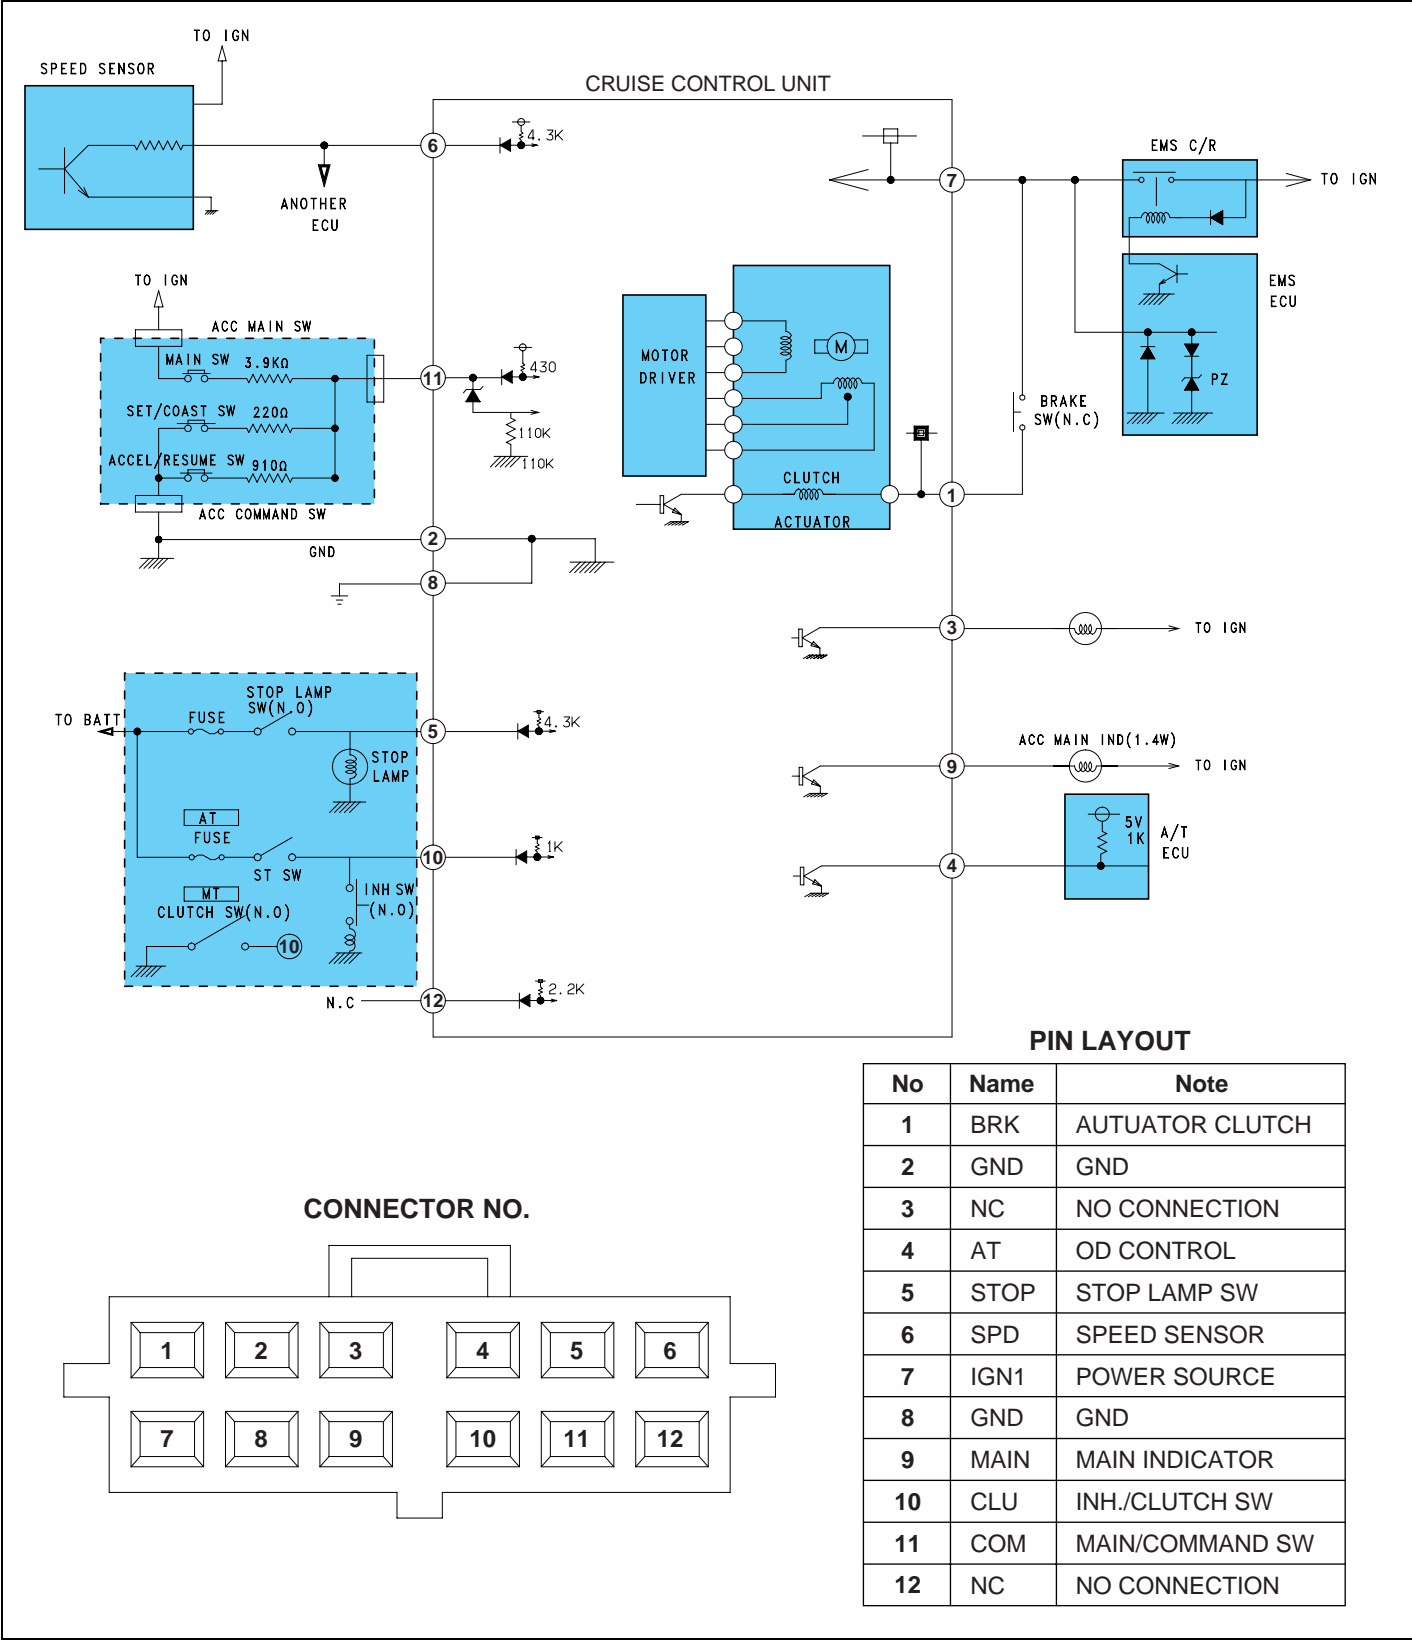 TO IGN
SPEED SENSOR
CRUISE CONTROL UNIT
6
4.3K
ANOTHER
ECU
7
EMS C/R
TO IGN
EMS
ECU
PZ
TO IGN
ACC MAIN SW
MAIN SW 3.9KΩ
SET/COAST SW 220Ω
ACCEL/RESUME SW 910Ω
ACC COMMAND SW
11
430
110K
110K
MOTOR
DRIVER
M
CLUTCH
ACTUATOR
BRAKE
SW(N.C)
1
GND
2
8
3
TO IGN
TO BATT
FUSE
STOP LAMP
SW(N.O)
5
4.3K
STOP
LAMP
ACC MAIN IND(1.4W)
9
TO IGN
AT
FUSE
ST SW
10
1K
INH SW
(N.O)
5V
1K
A/T
ECU
4
MT
CLUTCH SW(N.O)
10
N.C
12
2.2K
PIN LAYOUT
No Name Note
1 BRK AUTUATOR CLUTCH
2 GND GND
3 NC NO CONNECTION
4 AT OD CONTROL
5 STOP STOP LAMP SW
6 SPD SPEED SENSOR
7 IGN1 POWER SOURCE
8 GND GND
9 MAIN MAIN INDICATOR
10 CLU INH./CLUTCH SW
11 COM MAIN/COMMAND SW
12 NC NO CONNECTION
CONNECTOR NO.
1 2 3 4 5 6
7 8 9 10 11 12